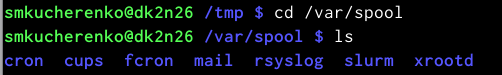 smkucherenko@dk2n26 /tmp $ cd /var/spool
smkucherenko@dk2n26 /var/spool $ ls
cron  cups  fcron  mail  rsyslog  slurm  xrootd